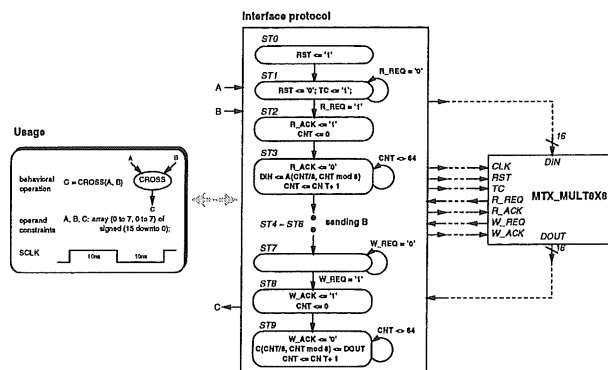 Interface protocol
ST0
RST <= '1'
ST1
R_REQ = '0'
RST <= '0'; TC <= '1';
A
R_REQ = '1'
B
ST2
R_ACK <= '1'
CNT <= 0
ST3
R_ACK <= '0'
DIN <= A(CNT/8, CNT mod 8)
CNT <= CNT + 1
CNT <> 64
ST4 ~ ST6
sending B
ST7
W_REQ = '0'
W_REQ = '1'
ST8
W_ACK <= '1'
CNT <= 0
C
ST9
W_ACK <= '0'
C(CNT/8, CNT mod 8) <= DOUT
CNT <= CNT + 1
CNT <> 64
Usage
behavioral
operation
C = CROSS(A, B)
A
B
CROSS
C
operand
constraints
A, B, C: array (0 to 7, 0 to 7) of
signed (15 downto 0);
SCLK
10ns
10ns
16
DIN
CLK
RST
TC
R_REQ
R_ACK
W_REQ
W_ACK
MTX_MULT8X8
DOUT